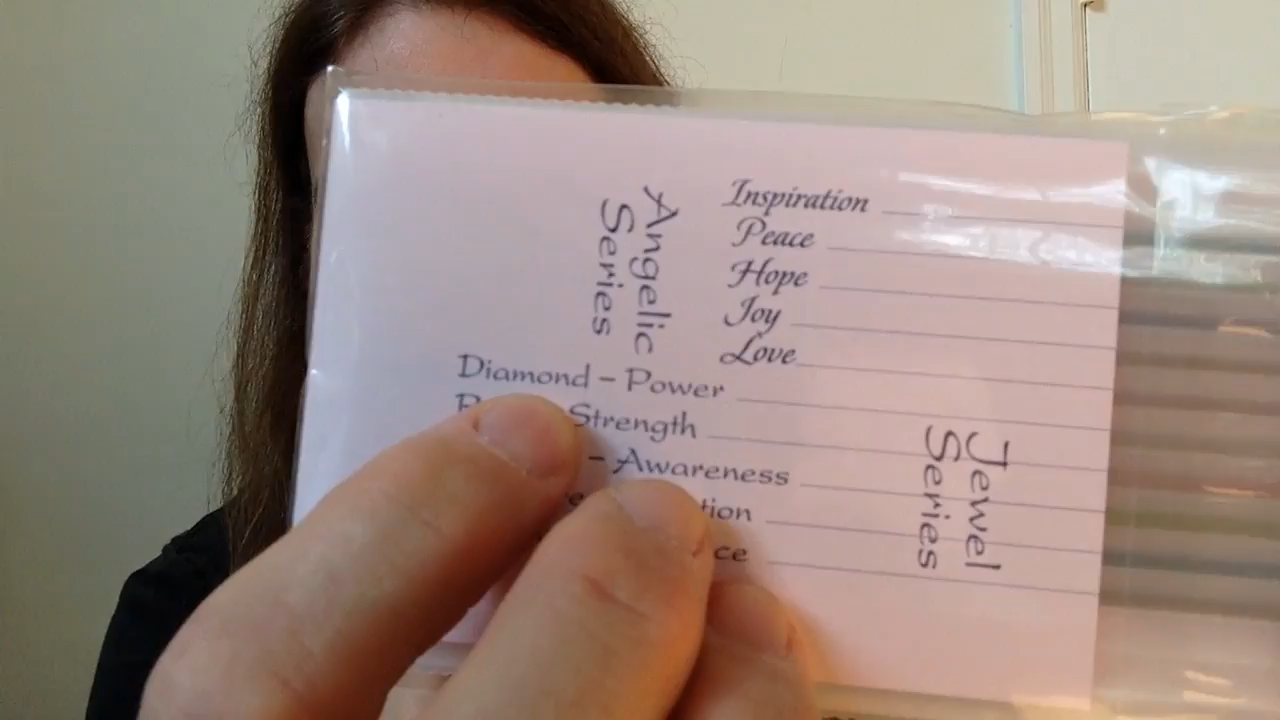 Angelic
Series
Inspiration
Peace
Hope
Joy
Love
Diamond – Power
Strength
– Awareness
Jewel
Series